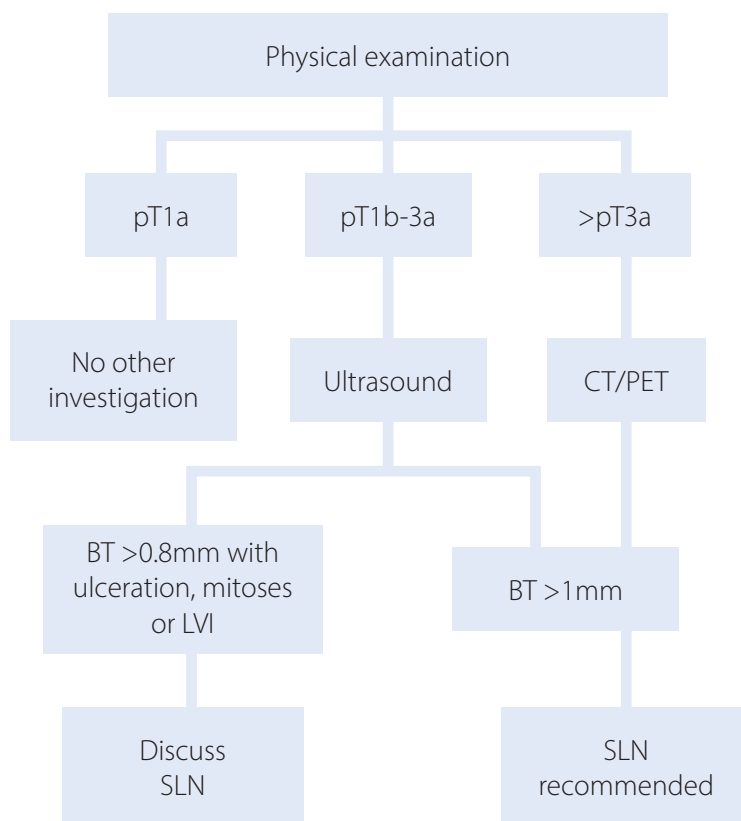 Physical examination
pT1a
pT1b-3a
>pT3a
No other
investigation
Ultrasound
CT/PET
BT >0.8mm with
ulceration, mitoses
or LVI
BT >1mm
Discuss
SLN
SLN
recommended